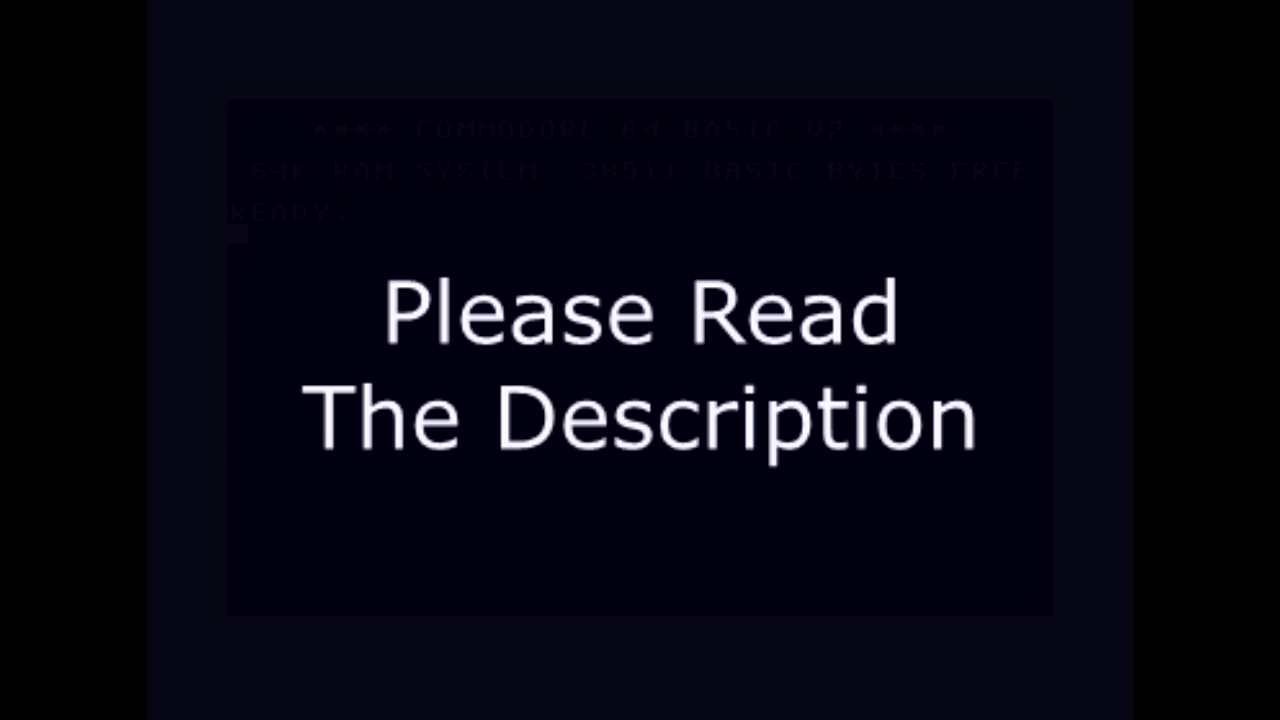 **** COMMODORE 64 BASIC V2 ****
64K RAM SYSTEM 38911 BASIC BYTES FREE
READY.
Please Read
The Description